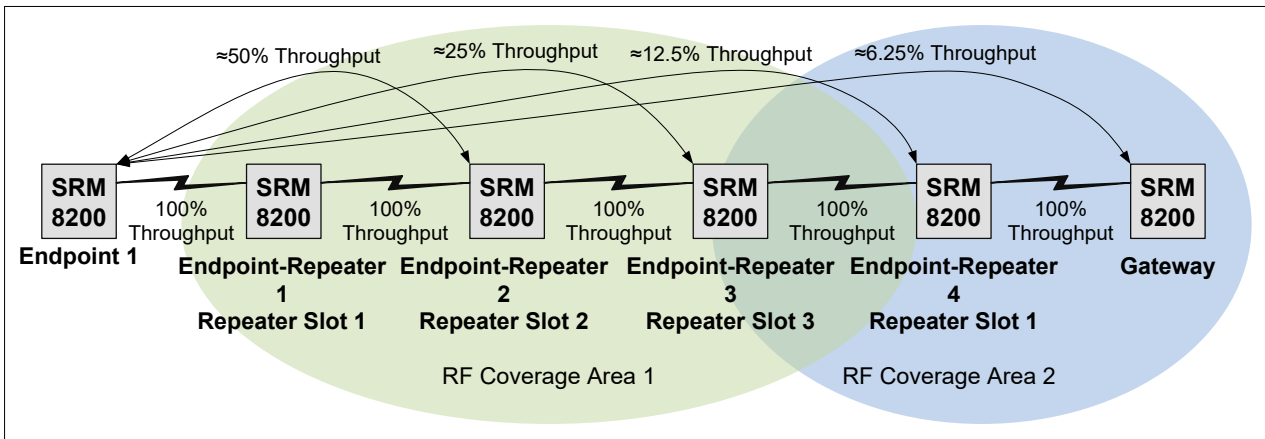 ≈50% Throughput
≈25% Throughput
≈12.5% Throughput
≈6.25% Throughput
SRM
8200
SRM
8200
SRM
8200
SRM
8200
SRM
8200
SRM
8200
100%
Throughput
100%
Throughput
100%
Throughput
100%
Throughput
100%
Throughput
Endpoint 1
Endpoint-Repeater
1
Repeater Slot 1
Endpoint-Repeater
2
Repeater Slot 2
Endpoint-Repeater
3
Repeater Slot 3
Endpoint-Repeater
4
Repeater Slot 1
Gateway
RF Coverage Area 1
RF Coverage Area 2